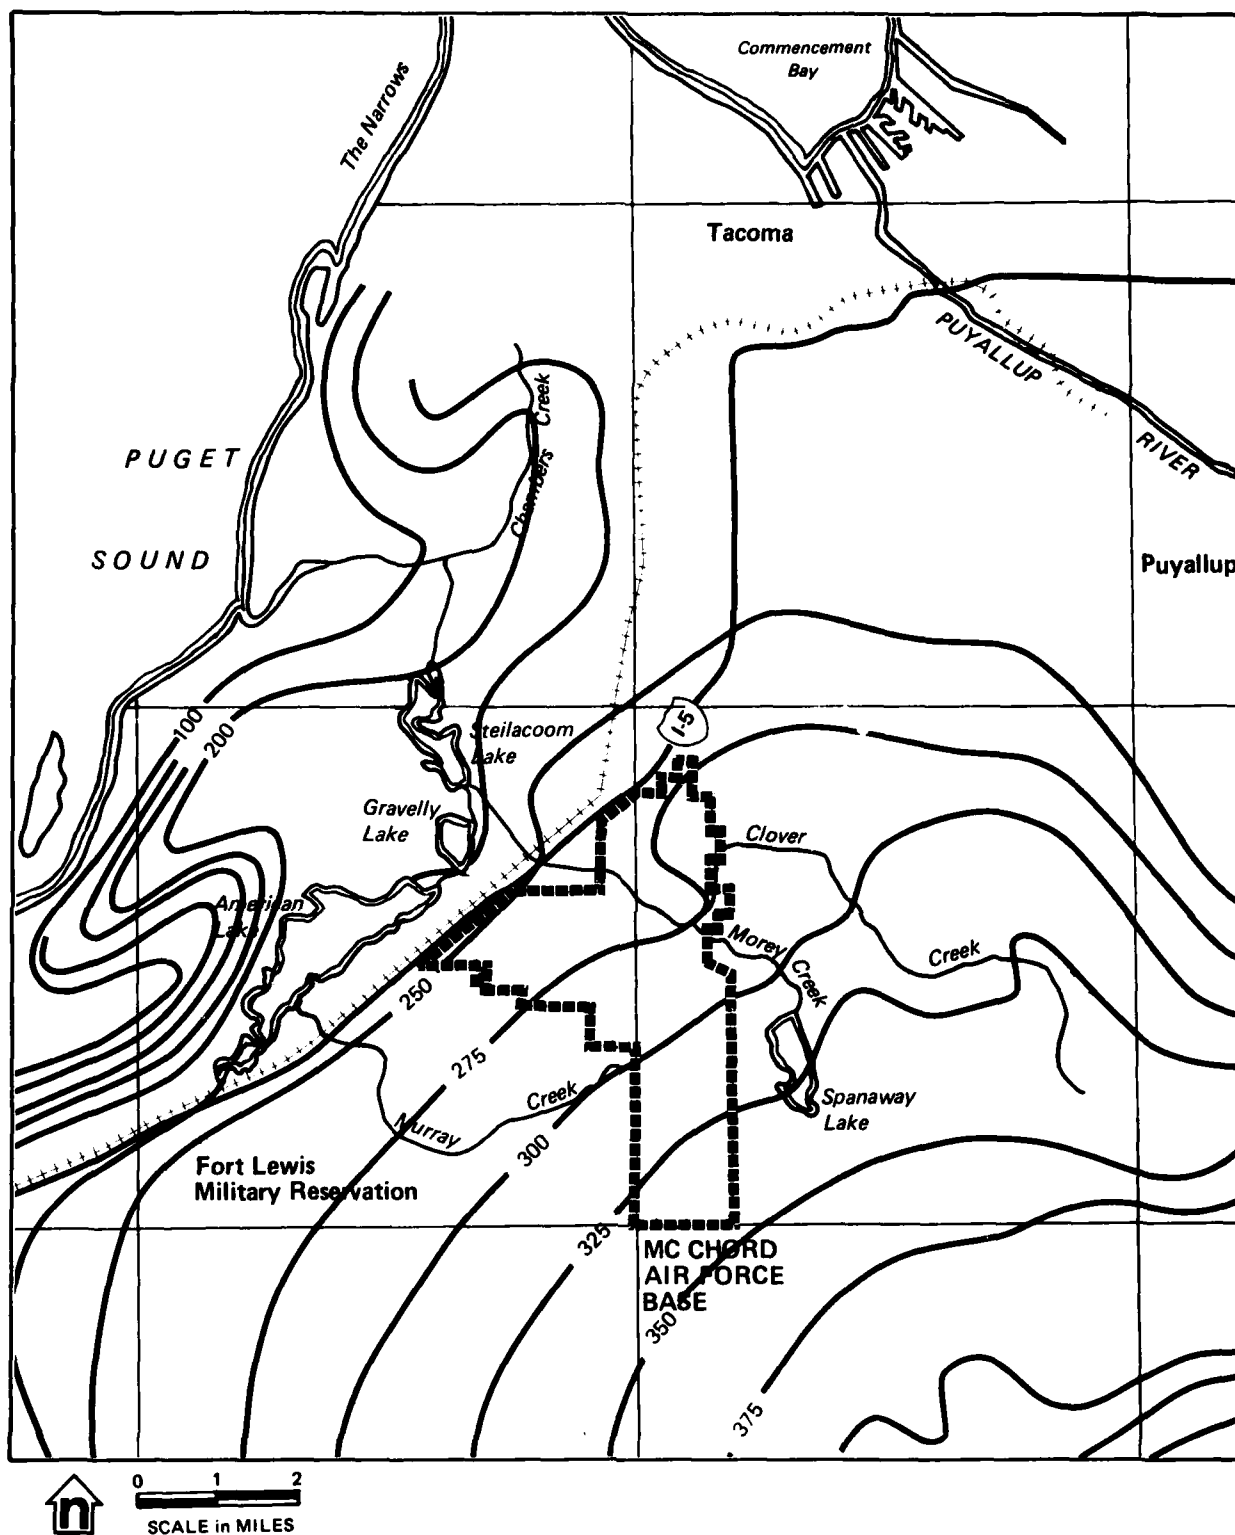 Commencement
Bay
The Narrows
Tacoma
PUYALLUP
RIVER
Creek
Chambers
PUGET
SOUND
Puyallup
100
200
I-5
Steilacoom
Lake
Gravelly
Lake
Clover
American
Lake
Morey
Creek
Creek
250
275
Creek
Spanaway
Lake
Murray
300
Fort Lewis
Military Reservation
325
MC CHORD
AIR FORCE
BASE
350
375
n
0 1 2
SCALE in MILES